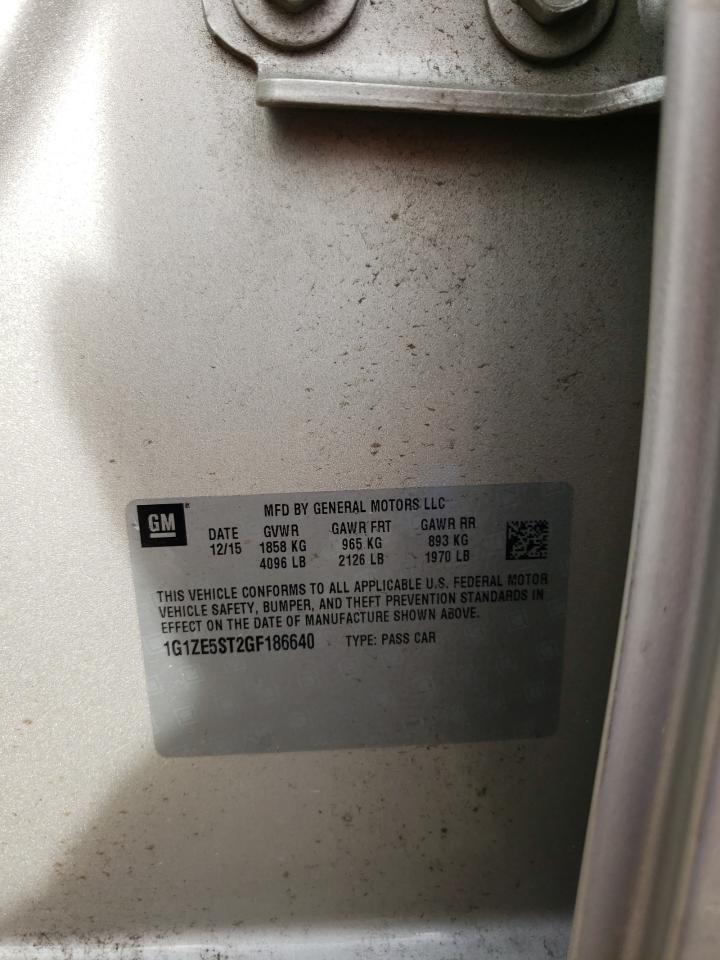 GM
MFD BY GENERAL MOTORS LLC
DATE GVWR GAWR FRT GAWR RR
12/15 1858 KG 965 KG 893 KG
4096 LB 2126 LB 1970 LB
THIS VEHICLE CONFORMS TO ALL APPLICABLE U.S. FEDERAL MOTOR
VEHICLE SAFETY, BUMPER, AND THEFT PREVENTION STANDARDS IN
EFFECT ON THE DATE OF MANUFACTURE SHOWN ABOVE.
1G1ZE5ST2GF186640 TYPE: PASS CAR